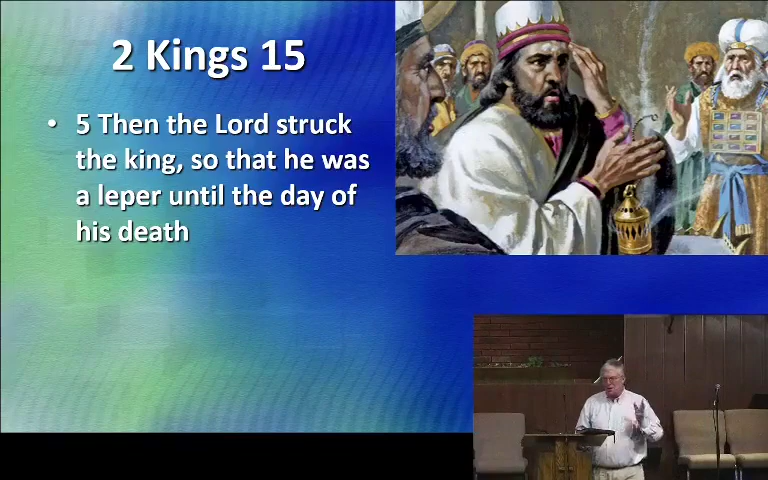 2 Kings 15
• 5 Then the Lord struck
the king, so that he was
a leper until the day of
his death